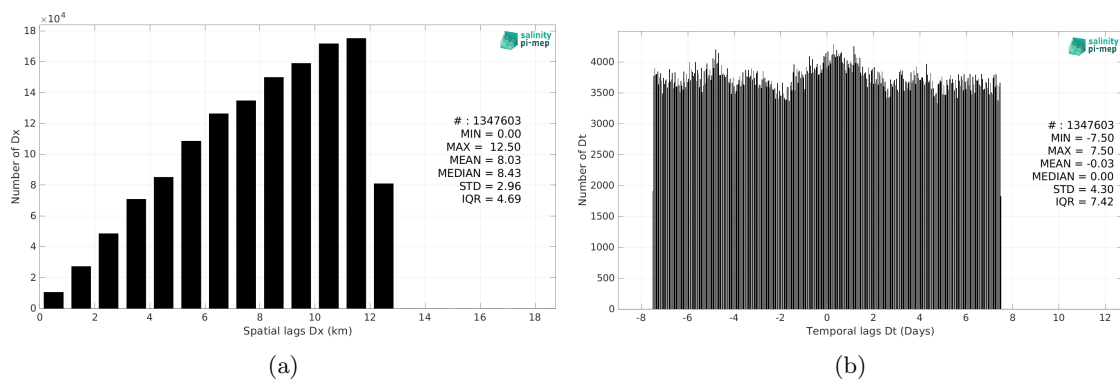 ×10⁴
18
16
14
12
10
8
6
4
2
0
Number of Dx
0 2 4 6 8 10 12 14 16 18
Spatial lags Dx (km)
salinity
pi-mep
# : 1347603
MIN = 0.00
MAX = 12.50
MEAN = 8.03
MEDIAN = 8.43
STD = 2.96
IQR = 4.69
(a)
4000
3500
3000
2500
2000
1500
1000
500
0
Number of Dt
-8 -6 -4 -2 0 2 4 6 8 10 12
Temporal lags Dt (Days)
salinity
pi-mep
# : 1347603
MIN = -7.50
MAX = 7.50
MEAN = -0.03
MEDIAN = 0.00
STD = 4.30
IQR = 7.42
(b)